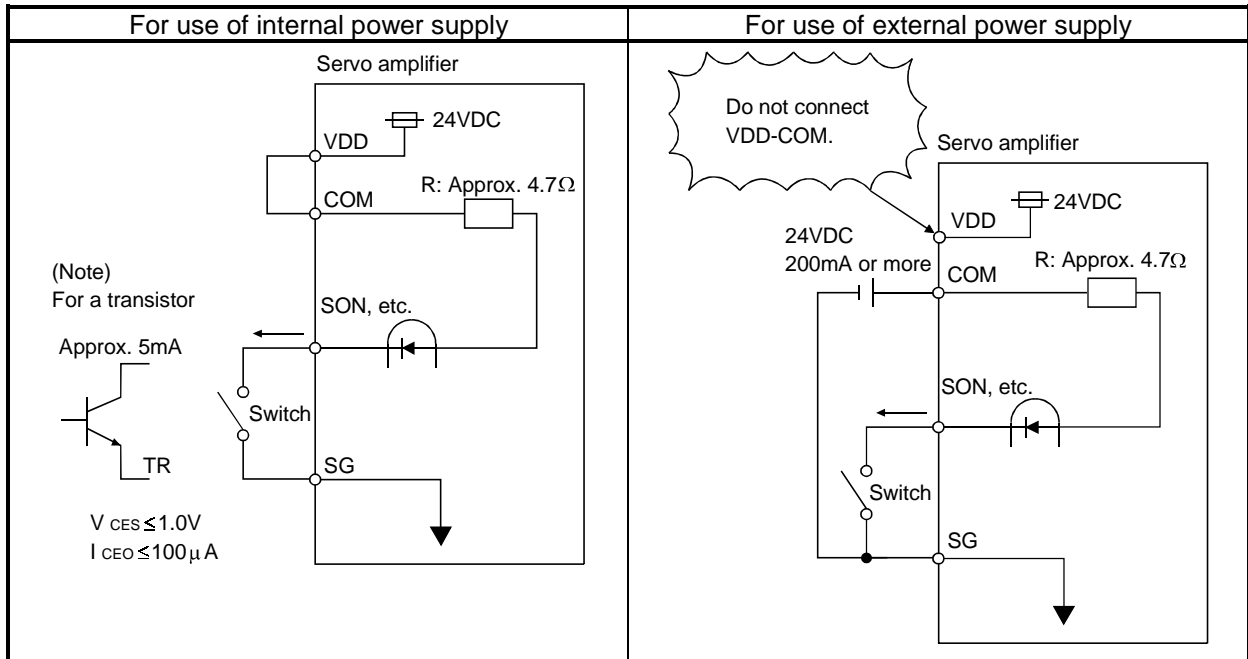 For use of internal power supply
For use of external power supply
Servo amplifier
24VDC
VDD
COM
R: Approx. 4.7Ω
(Note)
For a transistor
Approx. 5mA
SON, etc.
Switch
TR
SG
V CES ≦1.0V
I CEO ≦100μA
Do not connect
VDD-COM.
Servo amplifier
24VDC
VDD
24VDC
200mA or more
COM
R: Approx. 4.7Ω
SON, etc.
Switch
SG